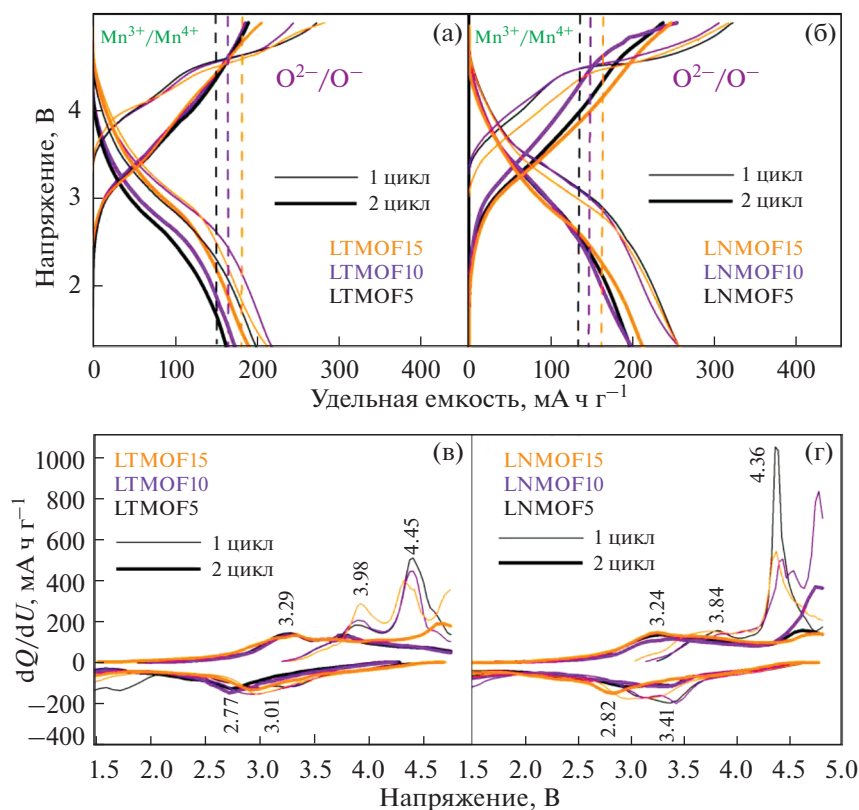 Mn³⁺/Mn⁴⁺ (а)
O²⁻/O⁻
1 цикл
2 цикл
LTMOF15
LTMOF10
LTMOF5
Mn³⁺/Mn⁴⁺ (б)
O²⁻/O⁻
1 цикл
2 цикл
LNMOF15
LNMOF10
LNMOF5
Напряжение, В
4
3
2
0 100 200 300 400
0 100 200 300 400
Удельная емкость, мА ч г⁻¹
LTMOF15 (в)
LTMOF10
LTMOF5
1 цикл
2 цикл
3.29
3.98
4.45
2.77
3.01
LNMOF15 (г)
LNMOF10
LNMOF5
1 цикл
2 цикл
3.24
3.84
4.36
2.82
3.41
dQ/dU, мА ч г⁻¹
1000
800
600
400
200
0
−200
−400
1.5 2.0 2.5 3.0 3.5 4.0 4.5
1.5 2.0 2.5 3.0 3.5 4.0 4.5 5.0
Напряжение, В